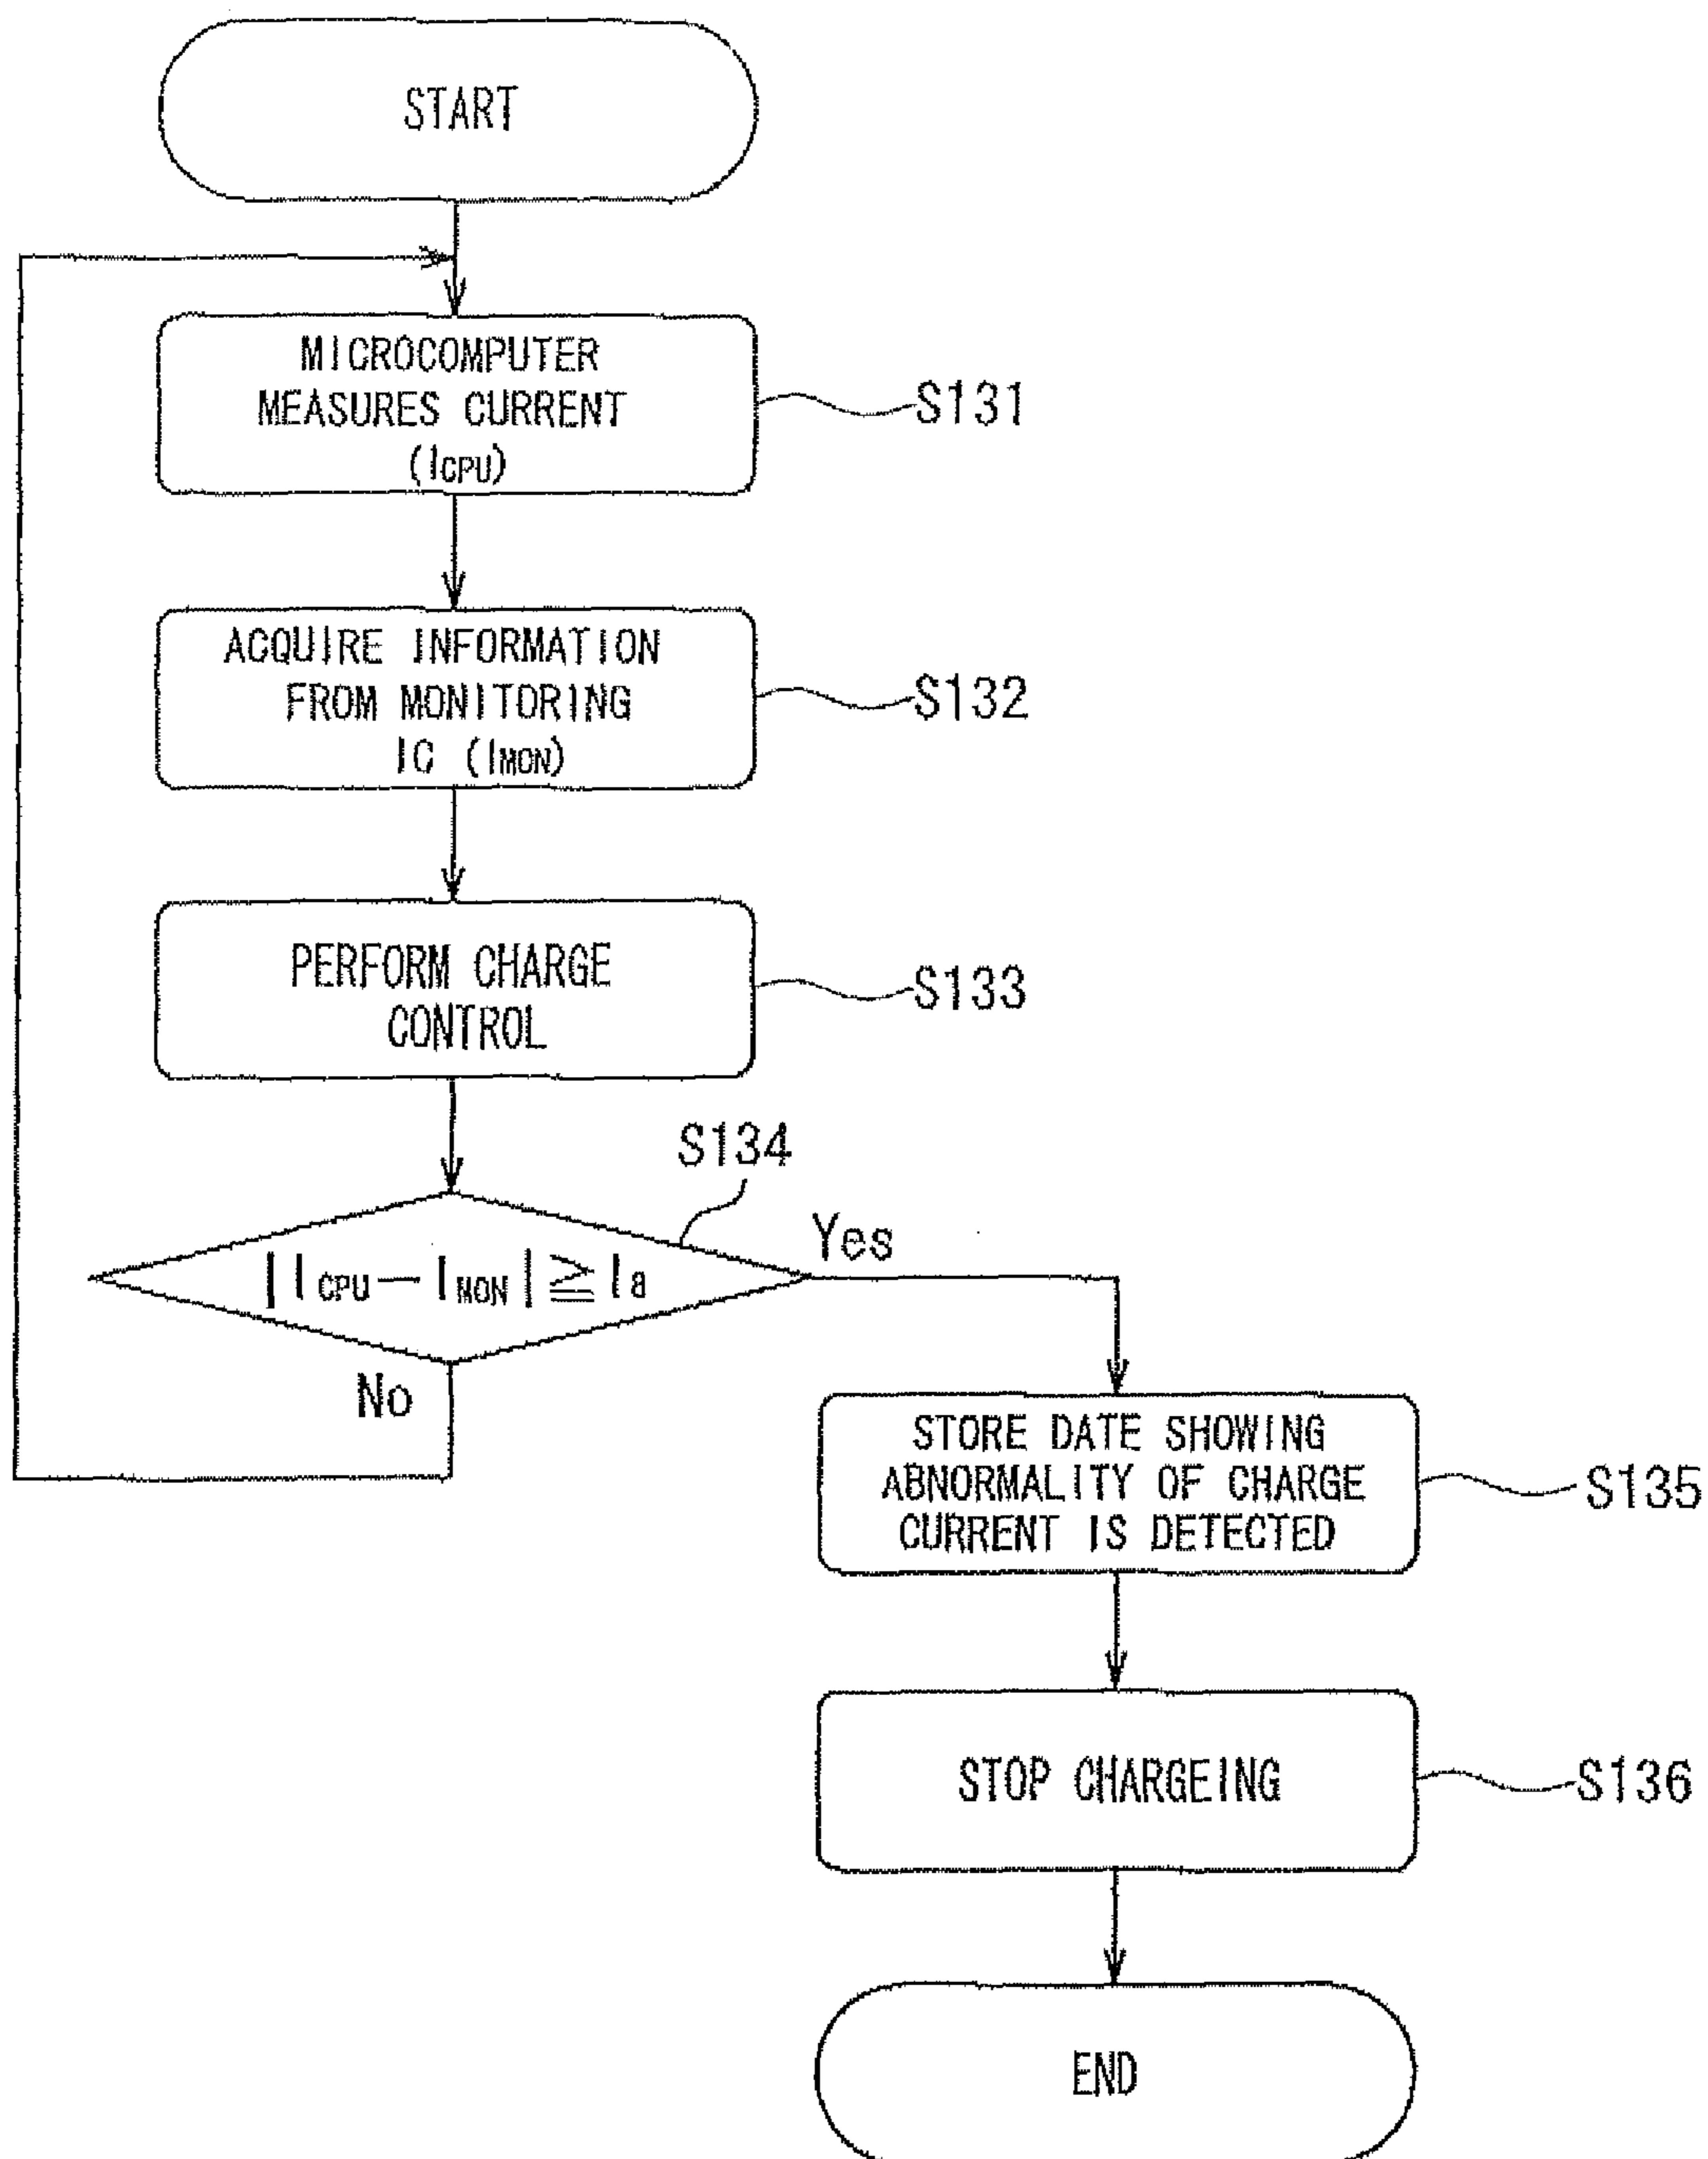 START
MICROCOMPUTER
MEASURES CURRENT
(ICPU)
S131
ACQUIRE INFORMATION
FROM MONITORING
IC (IMON)
S132
PERFORM CHARGE
CONTROL
S133
S134
|ICPU－IMON|≧Ia
Yes
No
STORE DATE SHOWING
ABNORMALITY OF CHARGE
CURRENT IS DETECTED
S135
STOP CHARGEING
S136
END